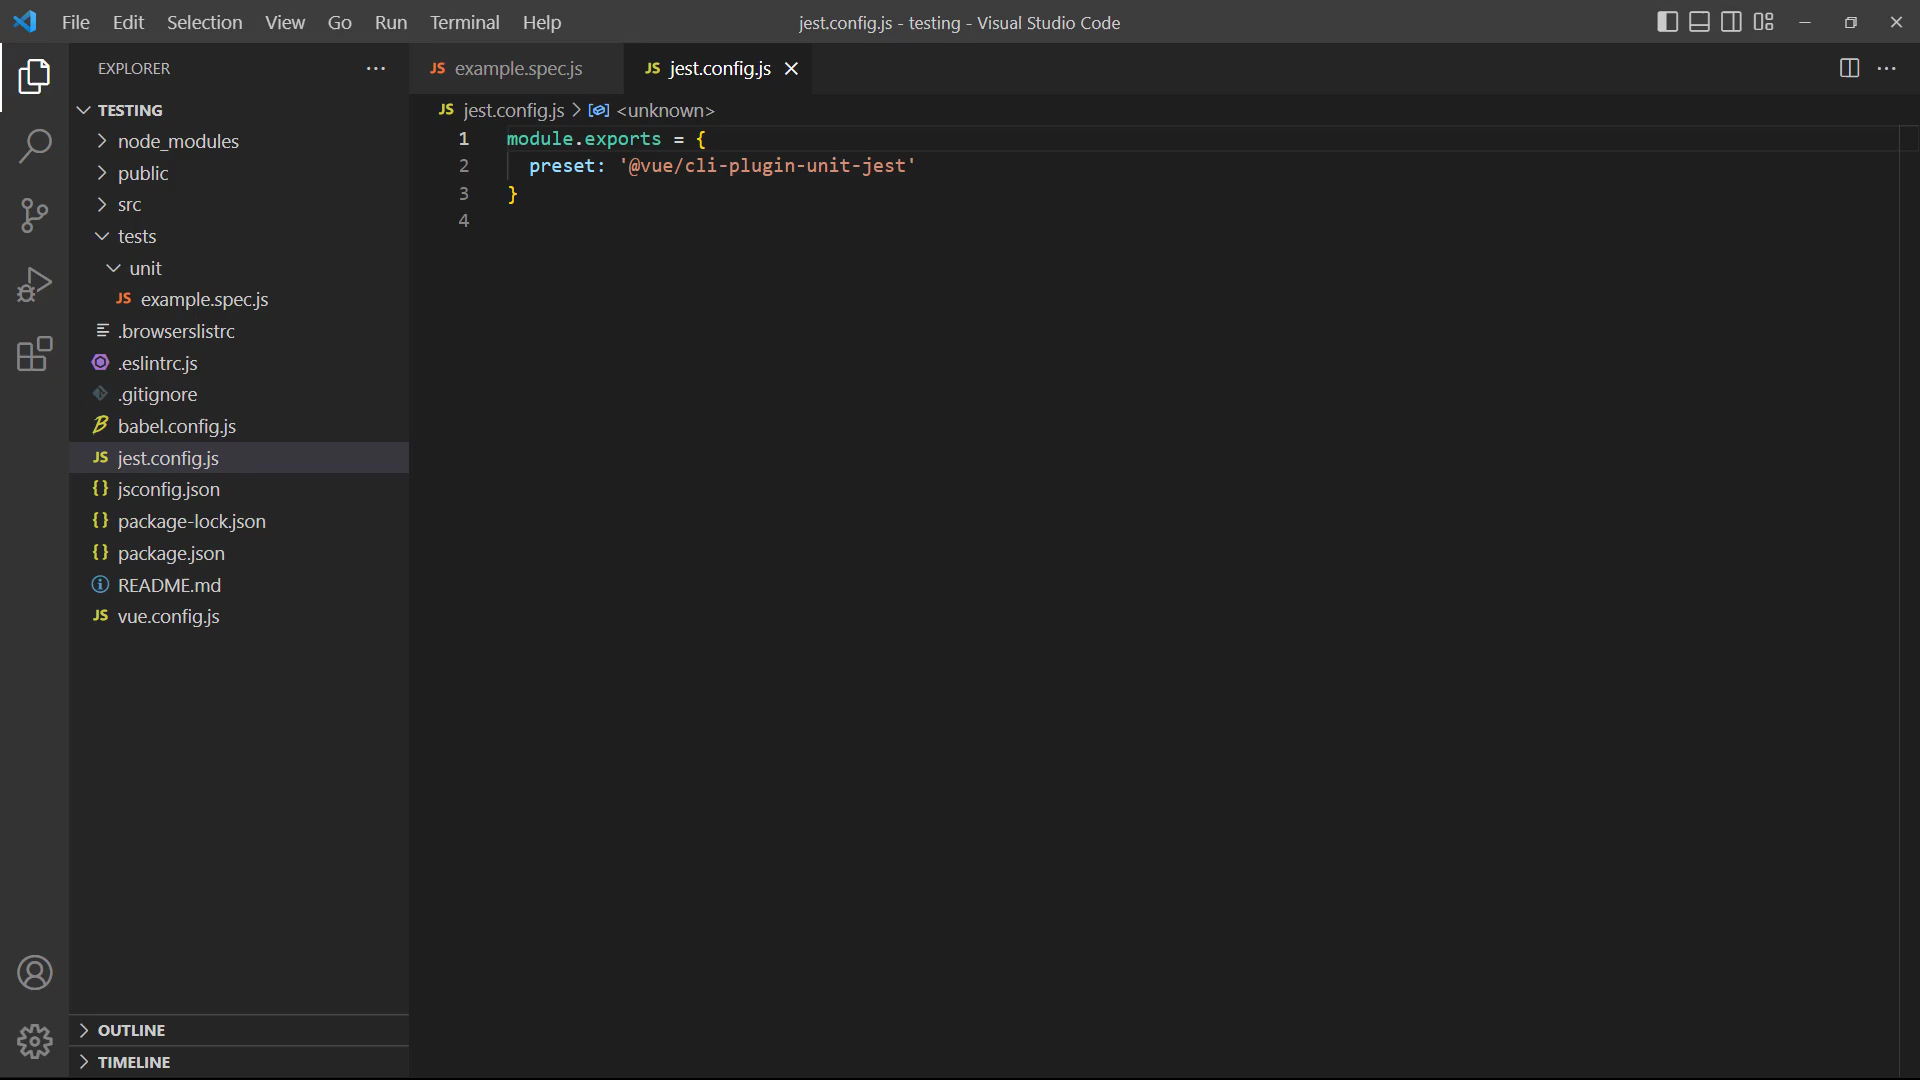 File Edit Selection View Go Run Terminal Help
jest.config.js - testing - Visual Studio Code
EXPLORER
TESTING
node_modules
public
src
tests
unit
JS example.spec.js
.browserslistrc
.eslintrc.js
.gitignore
babel.config.js
JS jest.config.js
{} jsconfig.json
{} package-lock.json
{} package.json
README.md
JS vue.config.js
OUTLINE
TIMELINE
JS example.spec.js
JS jest.config.js
JS jest.config.js > <unknown>
1 module.exports = {
2 preset: '@vue/cli-plugin-unit-jest'
3 }
4